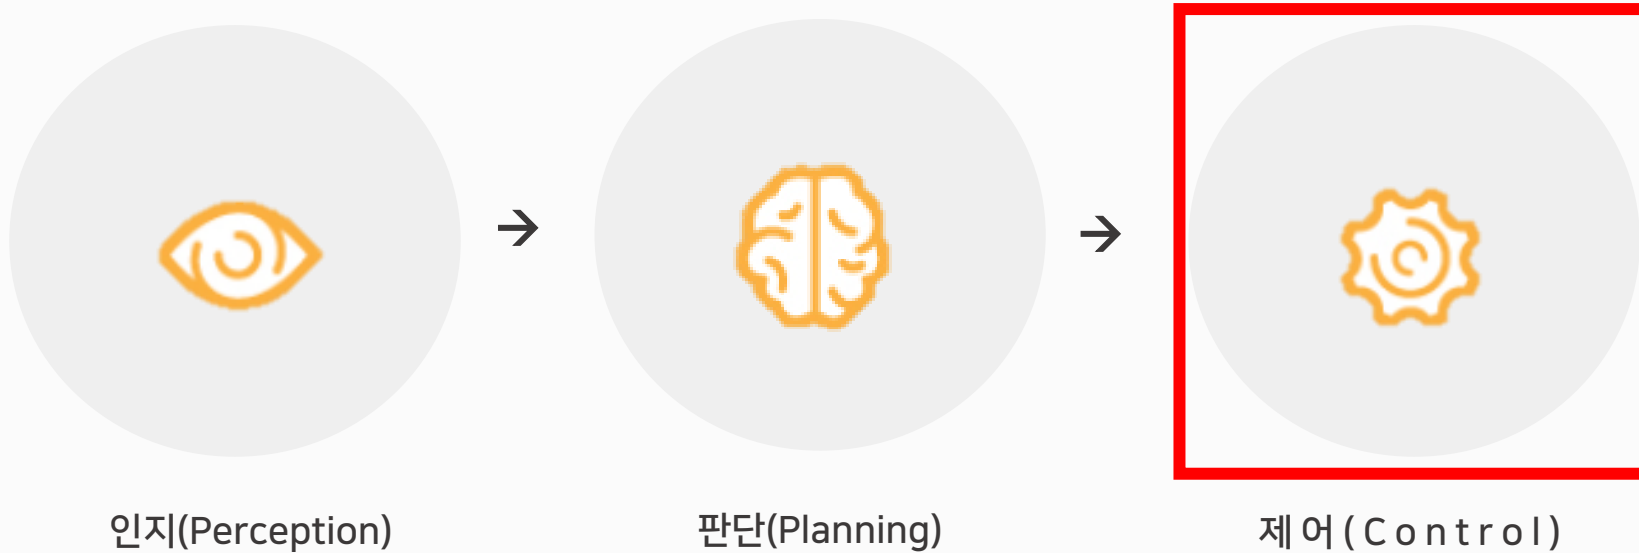 인지(Perception)
판단(Planning)
제어(Control)